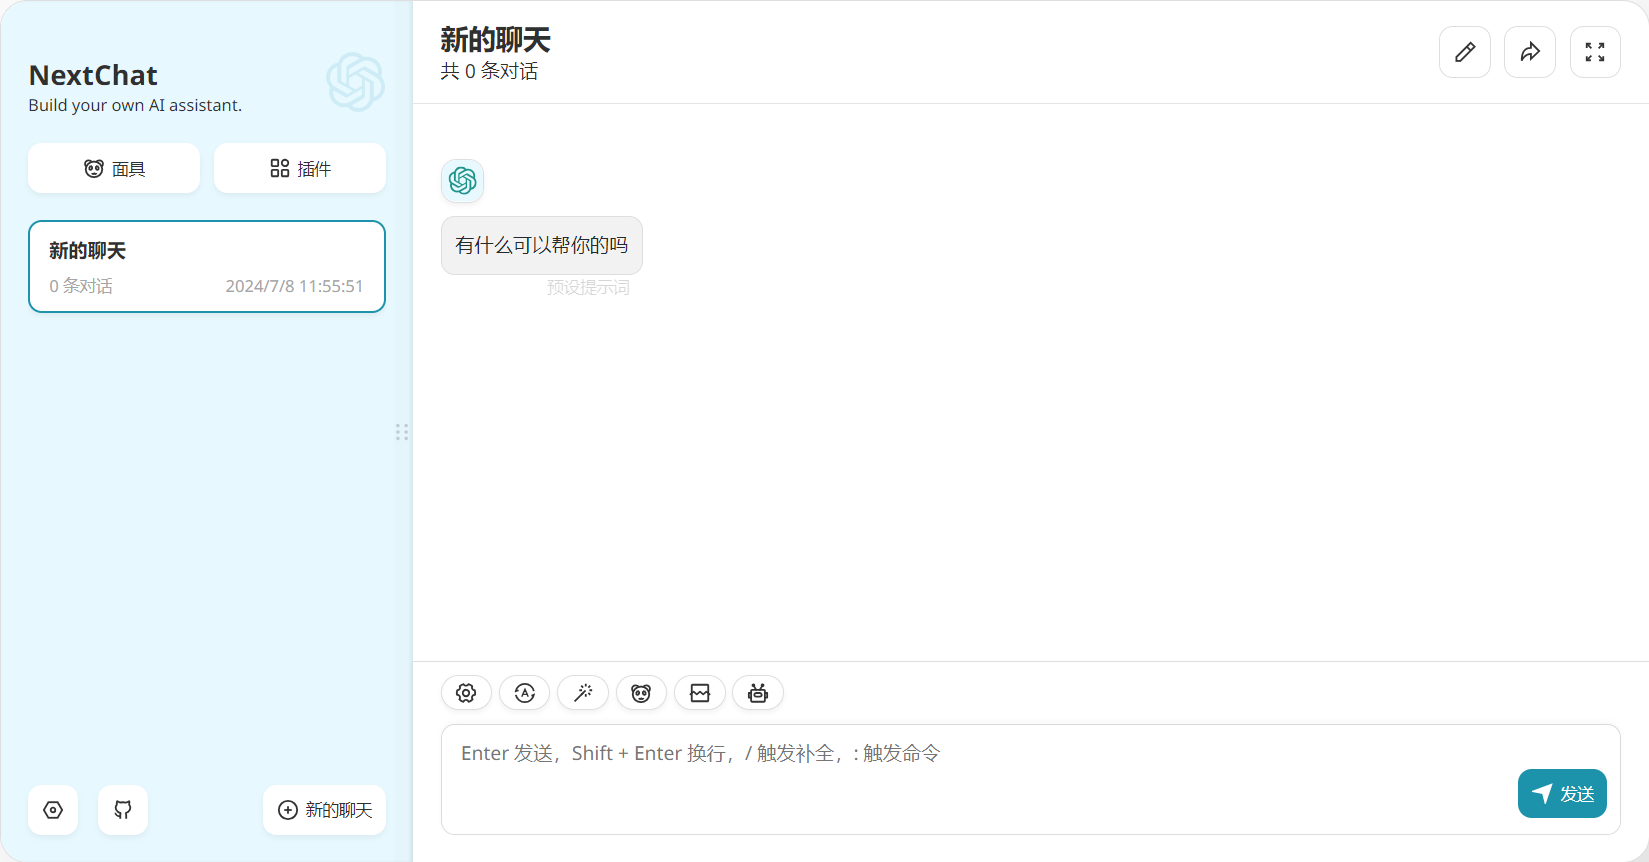 NextChat
Build your own AI assistant.
面具
插件
新的聊天
0 条对话
2024/7/8 11:55:51
新的聊天
新的聊天
共 0 条对话
有什么可以帮你的吗
预设提示词
Enter 发送，Shift + Enter 换行，/ 触发补全，: 触发命令
发送